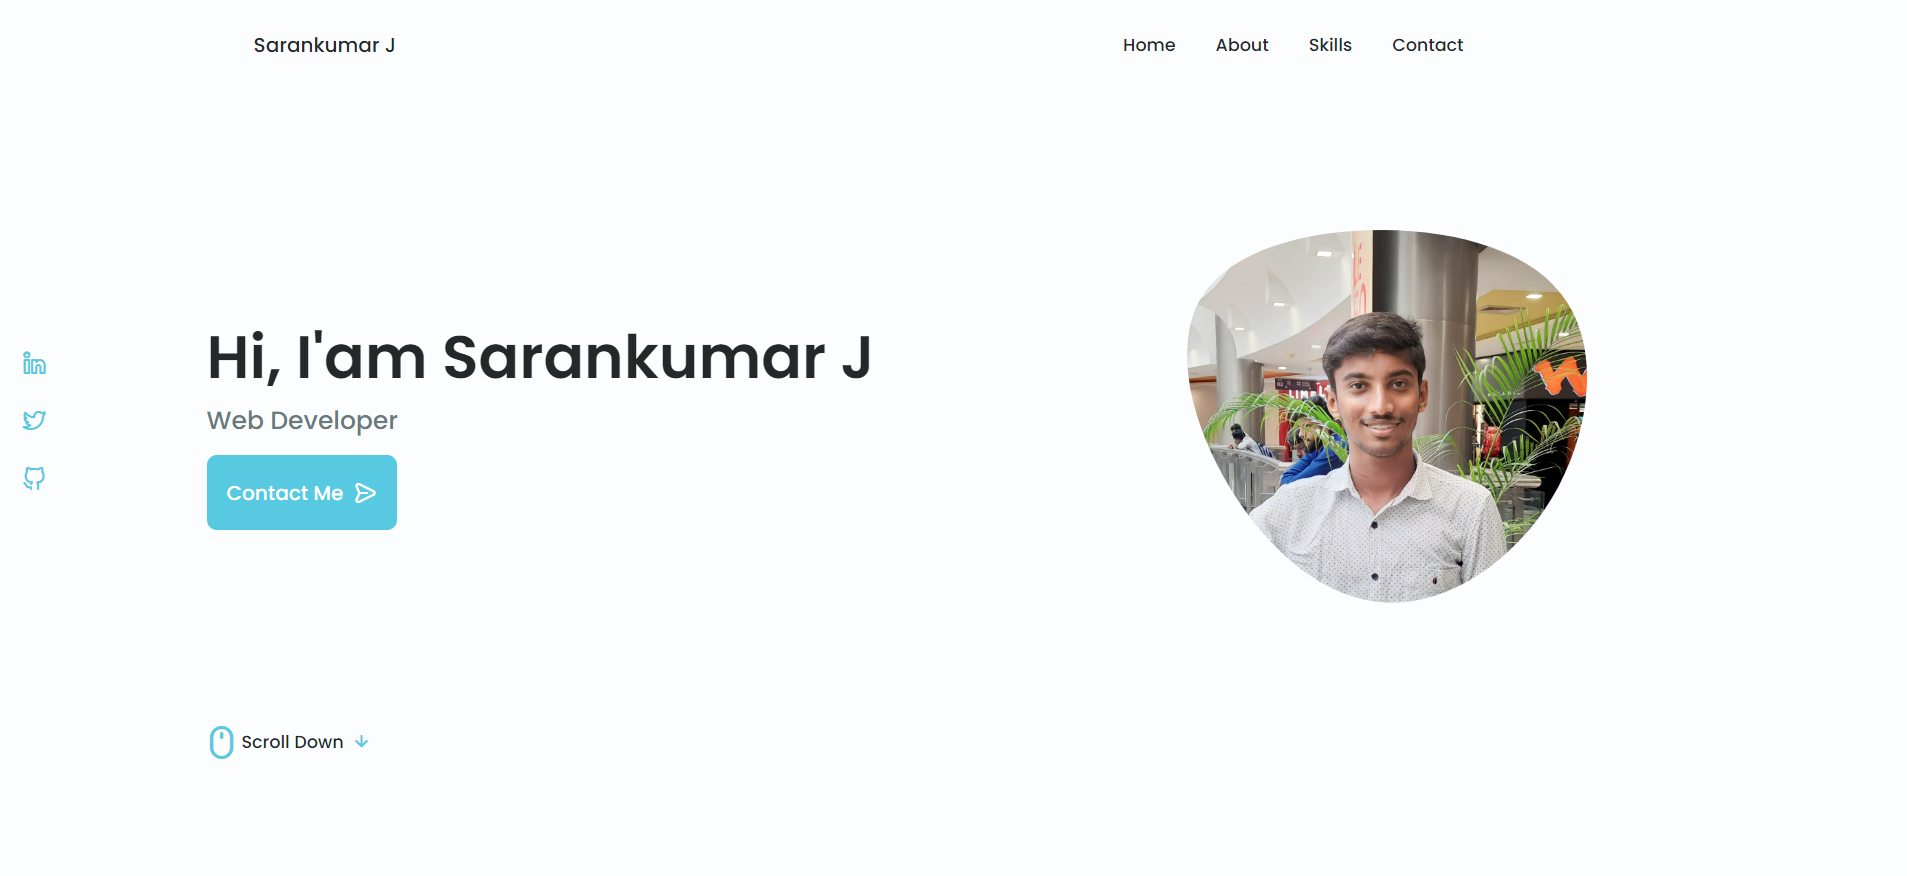 Sarankumar J
Home About Skills Contact
Hi, I'am Sarankumar J
Web Developer
Contact Me
Scroll Down